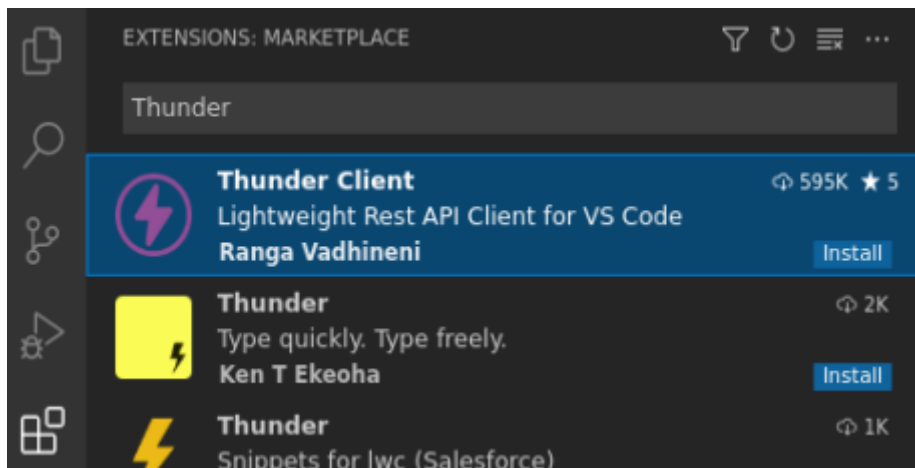 EXTENSIONS: MARKETPLACE
Thunder
Thunder Client 595K ★ 5
Lightweight Rest API Client for VS Code
Ranga Vadhineni Install
Thunder 2K
Type quickly. Type freely.
Ken T Ekeoha Install
Thunder 1K
Snippets for lwc (Salesforce)